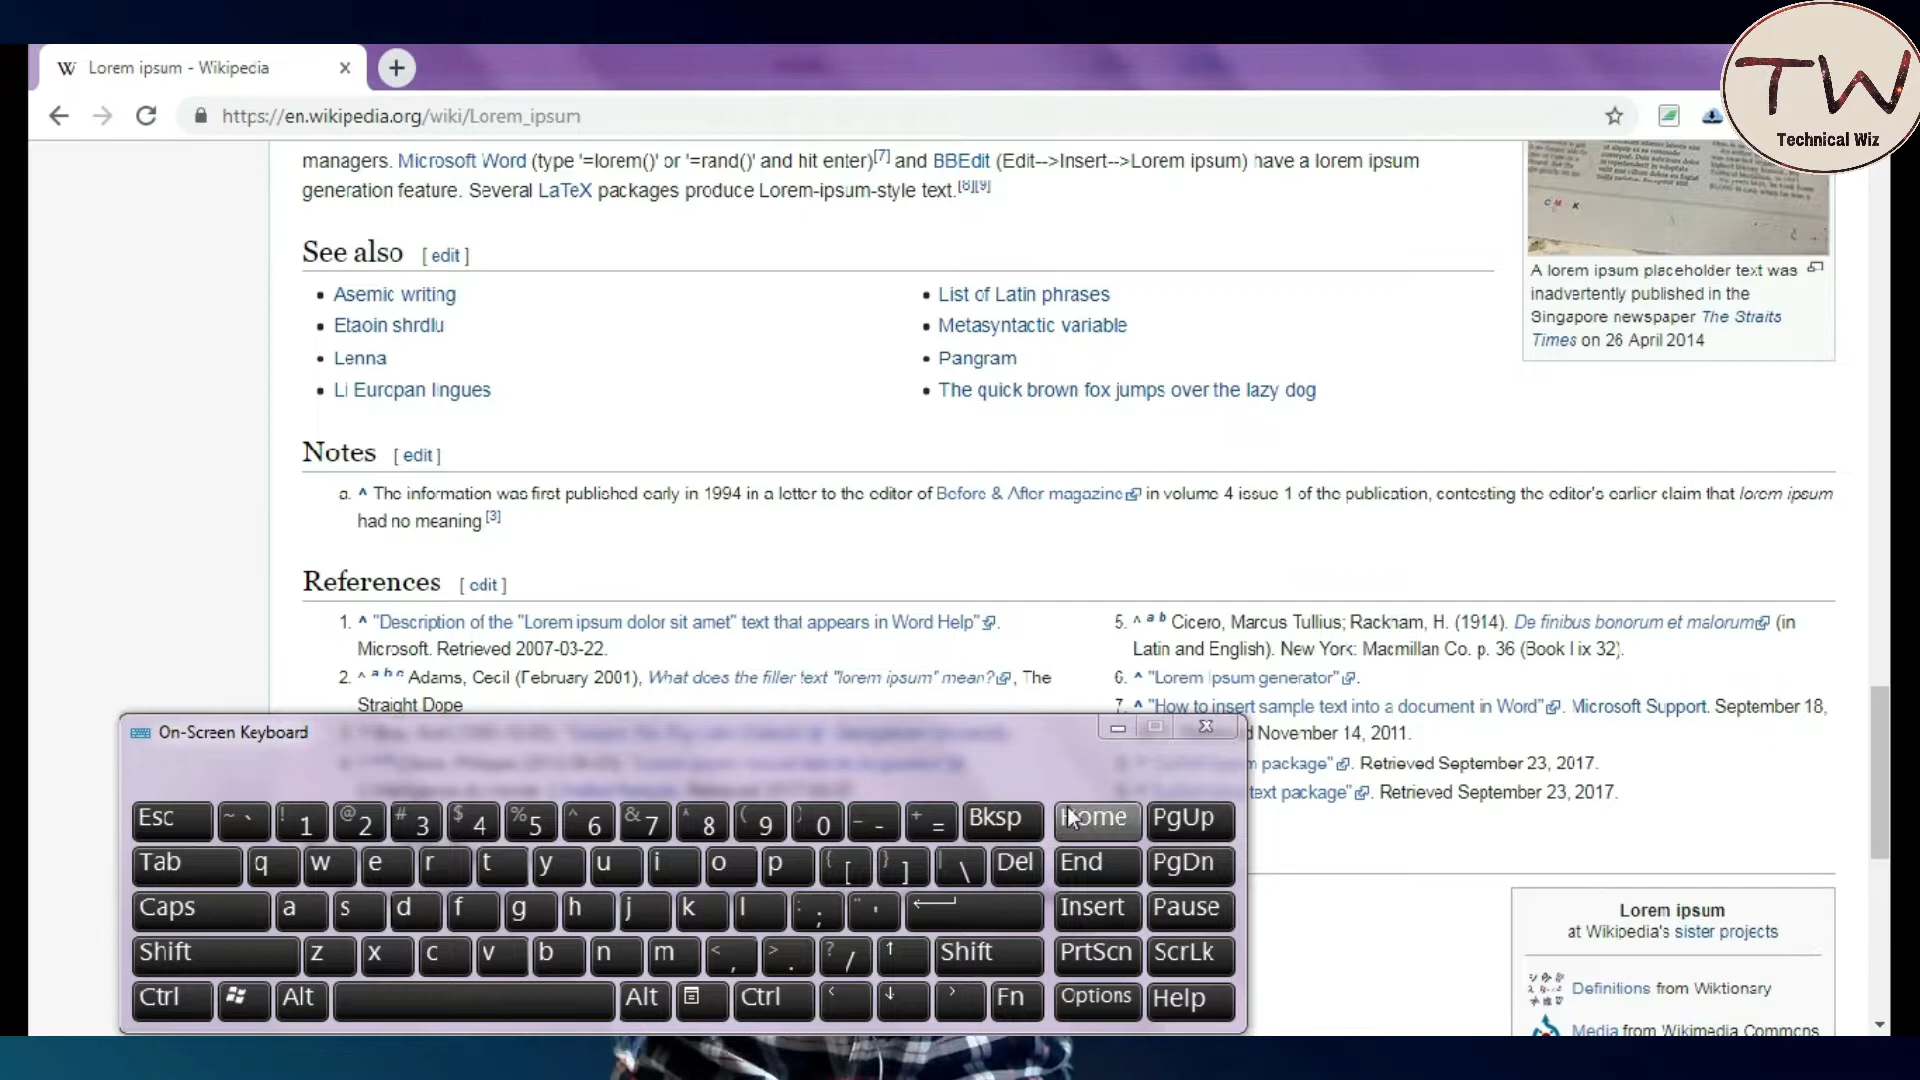 TW
Technical Wiz
W Lorem ipsum - Wikipedia × +
https://en.wikipedia.org/wiki/Lorem_ipsum
managers. Microsoft Word (type '=lorem()' or '=rand()' and hit enter)[7] and BBEdit (Edit-->Insert-->Lorem ipsum) have a lorem ipsum
generation feature. Several LaTeX packages produce Lorem-ipsum-style text.[8][9]
C M K
A lorem ipsum placeholder text was
inadvertently published in the
Singapore newspaper The Straits
Times on 26 April 2014
See also [ edit ]
• Asemic writing
• Etaoin shrdlu
• Lenna
• Li Europan lingues
• List of Latin phrases
• Metasyntactic variable
• Pangram
• The quick brown fox jumps over the lazy dog
Notes [ edit ]
a. ^ The information was first published early in 1994 in a letter to the editor of Before & After magazine in volume 4 issue 1 of the publication, contesting the editor's earlier claim that lorem ipsum
had no meaning [3]
References [ edit ]
1. ^ "Description of the "Lorem ipsum dolor sit amet" text that appears in Word Help".
Microsoft. Retrieved 2007-03-22.
2. ^ a b c Adams, Cecil (February 2001), What does the filler text "lorem ipsum" mean?, The
Straight Dope
5. ^ a b Cicero, Marcus Tullius; Rackham, H. (1914). De finibus bonorum et malorum (in
Latin and English). New York: Macmillan Co. p. 36 (Book I ix 32).
6. ^ "Lorem Ipsum generator".
7. ^ "How to insert sample text into a document in Word". Microsoft Support. September 18,
November 14, 2011.
package". Retrieved September 23, 2017.
text package". Retrieved September 23, 2017.
On-Screen Keyboard
Esc ~ ` ! 1 @ 2 # 3 $ 4 % 5 ^ 6 & 7 * 8 ( 9 ) 0 _ - + = Bksp Home PgUp
Tab q w e r t y u i o p { [ } ] | \ Del End PgDn
Caps a s d f g h j k l : ; " ' Insert Pause
Shift z x c v b n m < , > . ? / ↑ Shift PrtScn ScrLk
Ctrl Alt Alt Ctrl < ↓ > Fn Options Help
Lorem ipsum
at Wikipedia's sister projects
Definitions from Wiktionary
Media from Wikimedia Commons